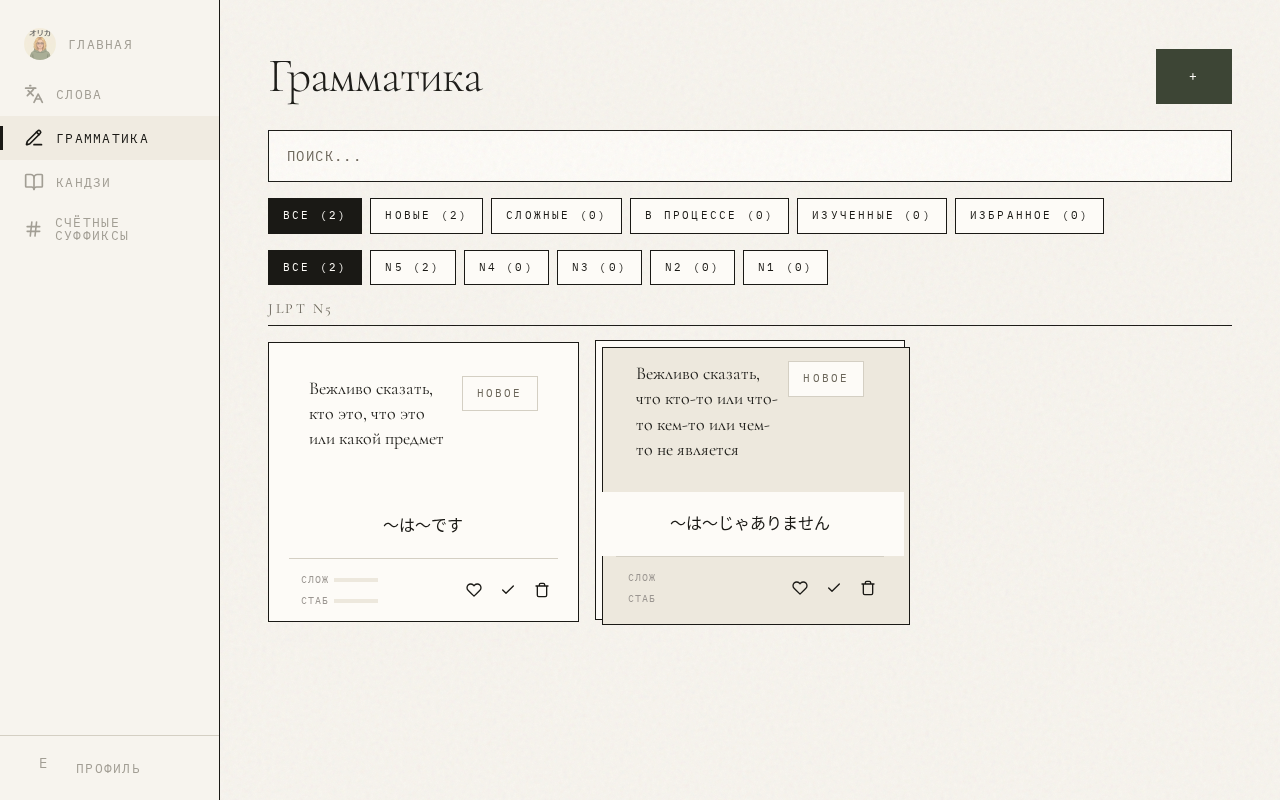 オリカ
ГЛАВНАЯ
СЛОВА
ГРАММАТИКА
КАНДЗИ
СЧЁТНЫЕ
СУФФИКСЫ
E
ПРОФИЛЬ
Грамматика
+
ПОИСК...
ВСЕ (2)
НОВЫЕ (2)
СЛОЖНЫЕ (0)
В ПРОЦЕССЕ (0)
ИЗУЧЕННЫЕ (0)
ИЗБРАННОЕ (0)
ВСЕ (2)
N5 (2)
N4 (0)
N3 (0)
N2 (0)
N1 (0)
JLPT N5
Вежливо сказать,
кто это, что это
или какой предмет
НОВОЕ
〜は〜です
СЛОЖ
СТАБ
Вежливо сказать,
что кто-то или что-
то кем-то или чем-
то не является
НОВОЕ
〜は〜じゃありません
СЛОЖ
СТАБ